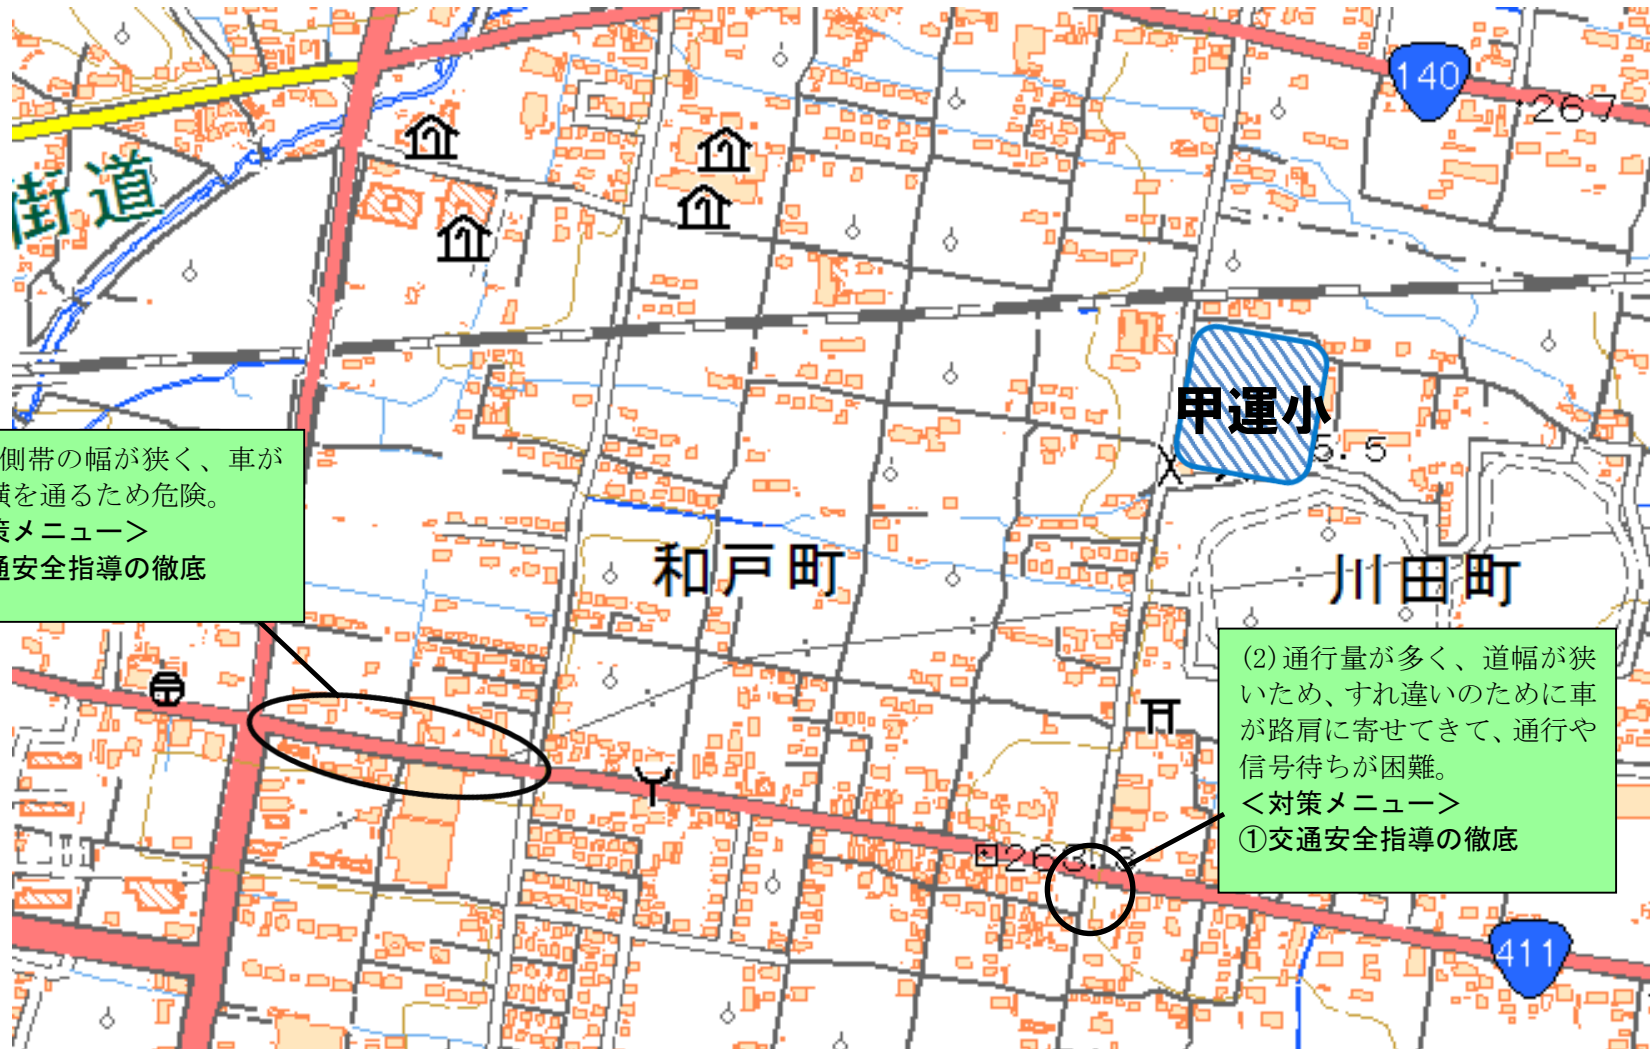 140
267
街道
甲運小
5.5
側帯の幅が狭く、車が
横を通るため危険。
策メニュー>
通安全指導の徹底
和戸町
川田町
(2)通行量が多く、道幅が狭
いため、すれ違いのために車
が路肩に寄せてきて、通行や
信号待ちが困難。
<対策メニュー>
①交通安全指導の徹底
263.3
411